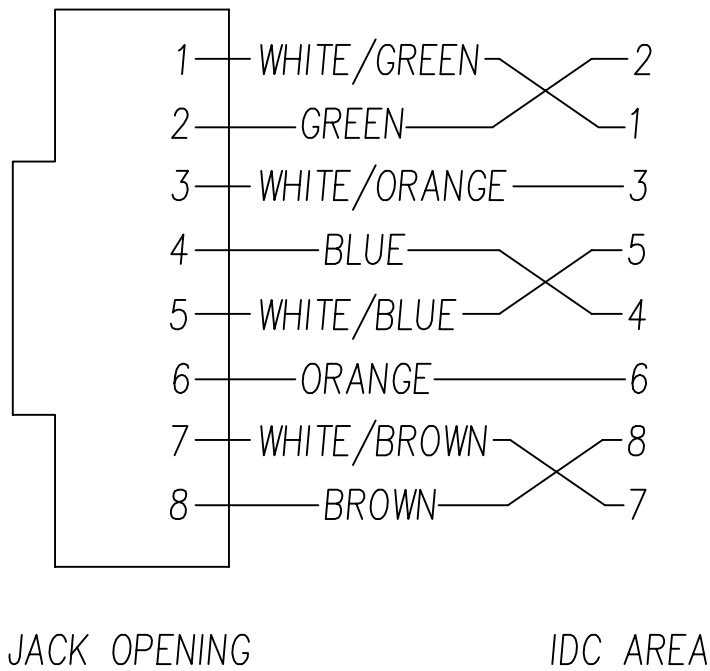 1 WHITE/GREEN 2
2 GREEN 1
3 WHITE/ORANGE 3
4 BLUE 5
5 WHITE/BLUE 4
6 ORANGE 6
7 WHITE/BROWN 8
8 BROWN 7
JACK OPENING IDC AREA